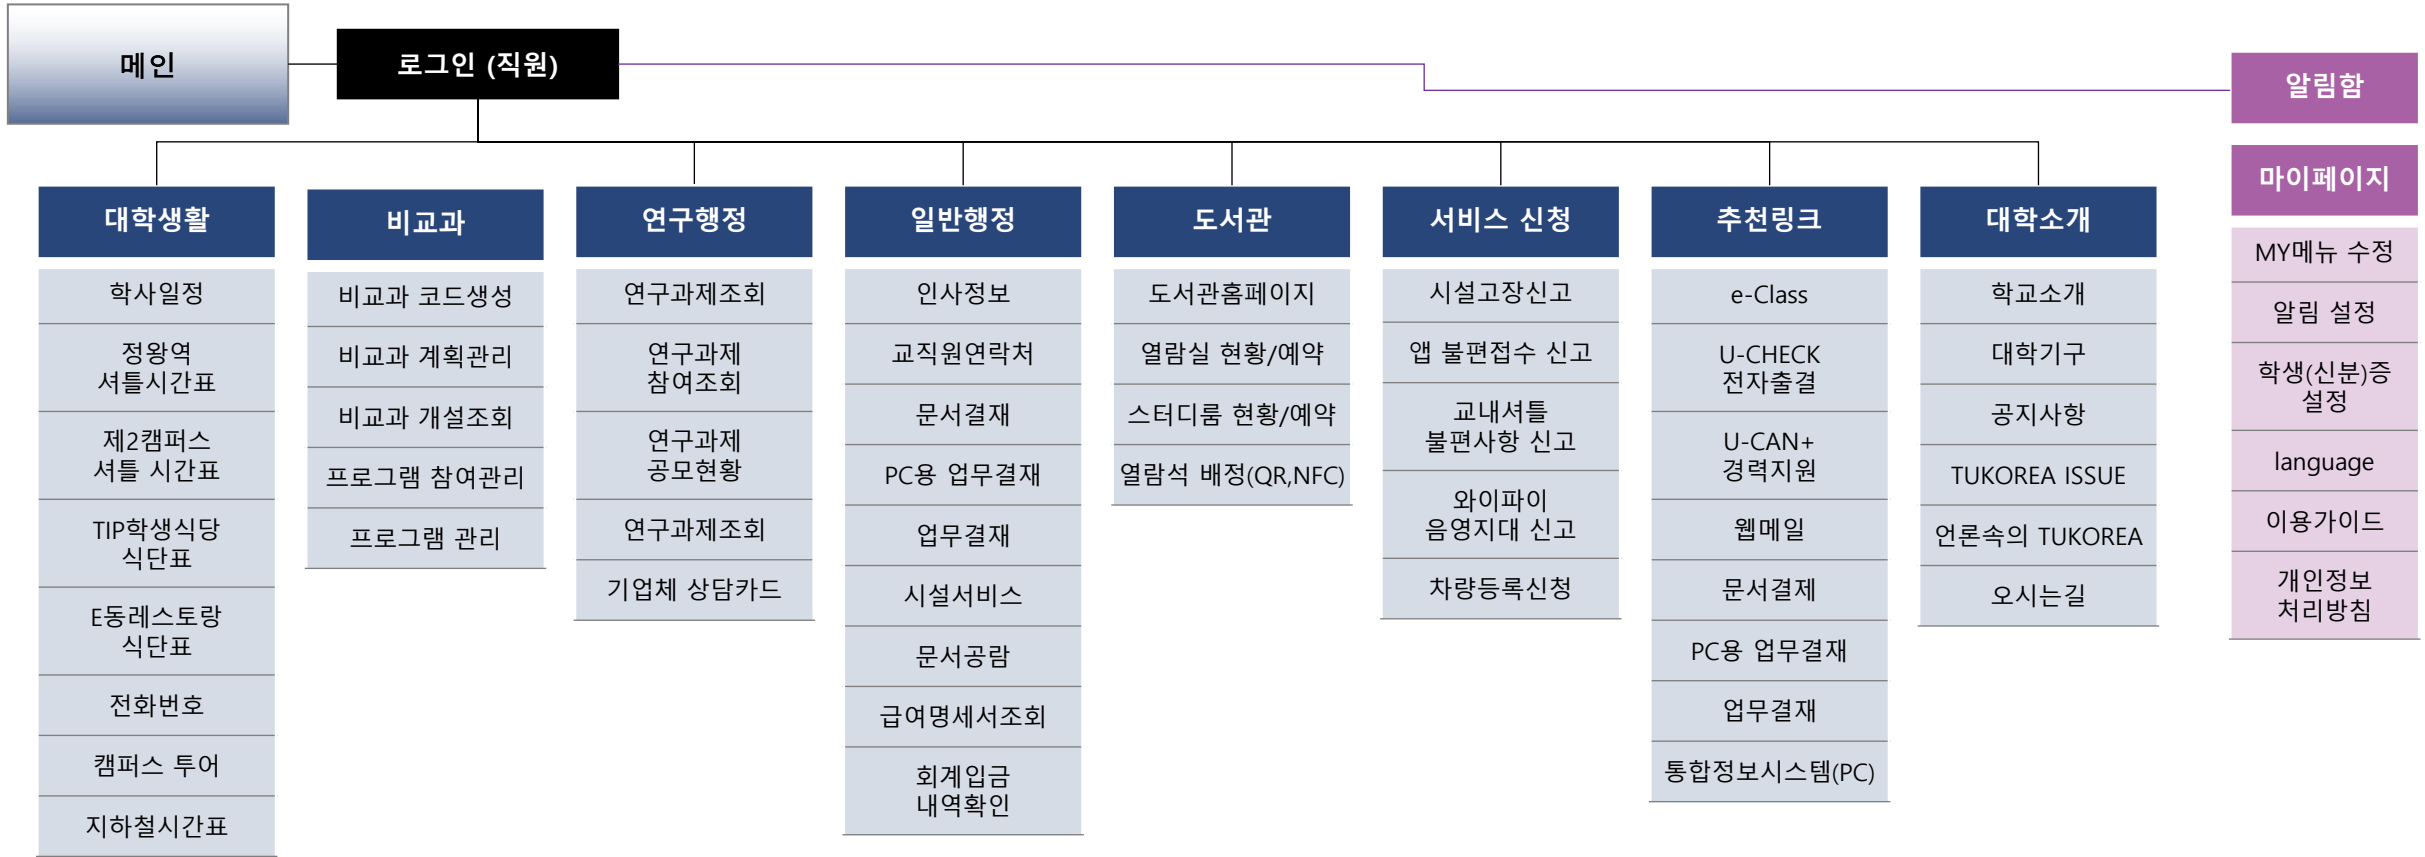 메인
로그인 (직원)
알림함
마이페이지
MY메뉴 수정
알림 설정
학생(신분)증
설정
language
이용가이드
개인정보
처리방침
대학생활
학사일정
정왕역
셔틀시간표
제2캠퍼스
셔틀 시간표
TIP학생식당
식단표
E동레스토랑
식단표
전화번호
캠퍼스 투어
지하철시간표
비교과
비교과 코드생성
비교과 계획관리
비교과 개설조회
프로그램 참여관리
프로그램 관리
연구행정
연구과제조회
연구과제
참여조회
연구과제
공모현황
연구과제조회
기업체 상담카드
일반행정
인사정보
교직원연락처
문서결재
PC용 업무결재
업무결재
시설서비스
문서공람
급여명세서조회
회계입금
내역확인
도서관
도서관홈페이지
열람실 현황/예약
스터디룸 현황/예약
열람석 배정(QR,NFC)
서비스 신청
시설고장신고
앱 불편접수 신고
교내셔틀
불편사항 신고
와이파이
음영지대 신고
차량등록신청
추천링크
e-Class
U-CHECK
전자출결
U-CAN+
경력지원
웹메일
문서결제
PC용 업무결재
업무결재
통합정보시스템(PC)
대학소개
학교소개
대학기구
공지사항
TUKOREA ISSUE
언론속의 TUKOREA
오시는길